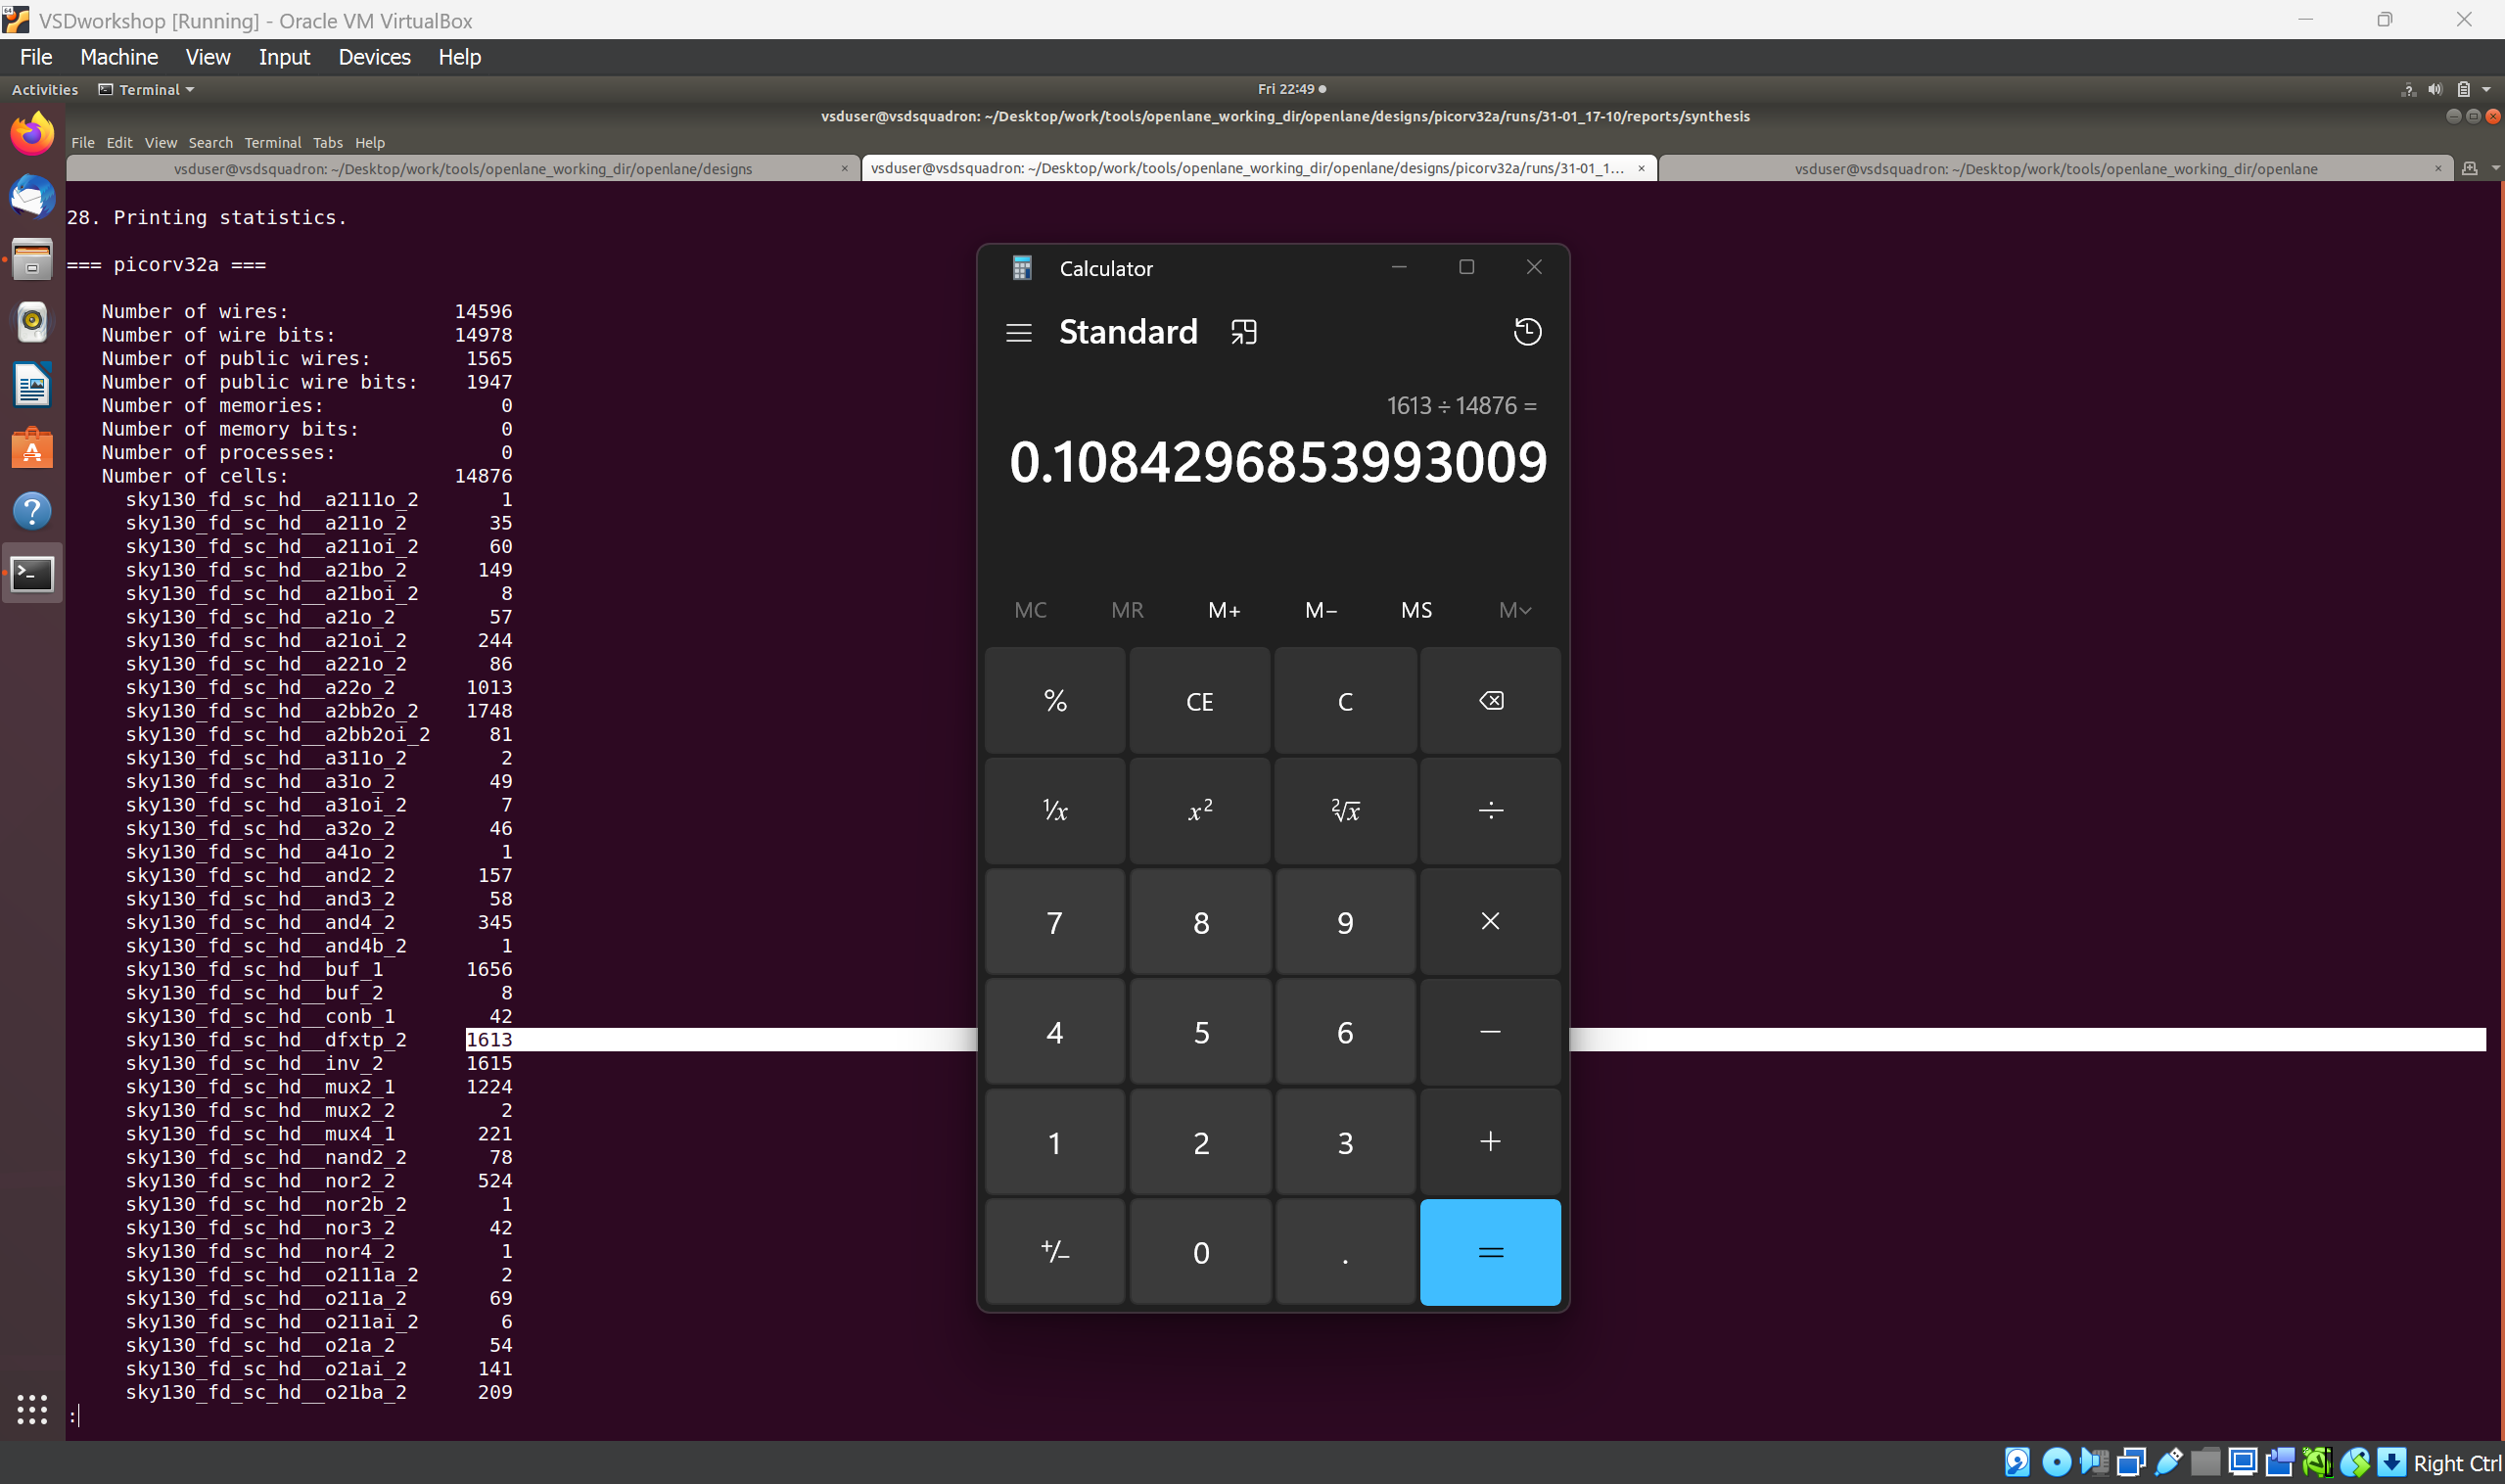 VSDworkshop [Running] - Oracle VM VirtualBox
File Machine View Input Devices Help
Activities Terminal Fri 22:49
vsduser@vsdsquadron: ~/Desktop/work/tools/openlane_working_dir/openlane/designs/picorv32a/runs/31-01_17-10/reports/synthesis
File Edit View Search Terminal Tabs Help
vsduser@vsdsquadron: ~/Desktop/work/tools/openlane_working_dir/openlane/designs × vsduser@vsdsquadron: ~/Desktop/work/tools/openlane_working_dir/openlane/designs/picorv32a/runs/31-01_1... × vsduser@vsdsquadron: ~/Desktop/work/tools/openlane_working_dir/openlane ×
28. Printing statistics.
=== picorv32a ===
Number of wires: 14596
Number of wire bits: 14978
Number of public wires: 1565
Number of public wire bits: 1947
Number of memories: 0
Number of memory bits: 0
Number of processes: 0
Number of cells: 14876
sky130_fd_sc_hd__a2111o_2 1
sky130_fd_sc_hd__a211o_2 35
sky130_fd_sc_hd__a211oi_2 60
sky130_fd_sc_hd__a21bo_2 149
sky130_fd_sc_hd__a21boi_2 8
sky130_fd_sc_hd__a21o_2 57
sky130_fd_sc_hd__a21oi_2 244
sky130_fd_sc_hd__a221o_2 86
sky130_fd_sc_hd__a22o_2 1013
sky130_fd_sc_hd__a2bb2o_2 1748
sky130_fd_sc_hd__a2bb2oi_2 81
sky130_fd_sc_hd__a311o_2 2
sky130_fd_sc_hd__a31o_2 49
sky130_fd_sc_hd__a31oi_2 7
sky130_fd_sc_hd__a32o_2 46
sky130_fd_sc_hd__a41o_2 1
sky130_fd_sc_hd__and2_2 157
sky130_fd_sc_hd__and3_2 58
sky130_fd_sc_hd__and4_2 345
sky130_fd_sc_hd__and4b_2 1
sky130_fd_sc_hd__buf_1 1656
sky130_fd_sc_hd__buf_2 8
sky130_fd_sc_hd__conb_1 42
sky130_fd_sc_hd__dfxtp_2 1613
sky130_fd_sc_hd__inv_2 1615
sky130_fd_sc_hd__mux2_1 1224
sky130_fd_sc_hd__mux2_2 2
sky130_fd_sc_hd__mux4_1 221
sky130_fd_sc_hd__nand2_2 78
sky130_fd_sc_hd__nor2_2 524
sky130_fd_sc_hd__nor2b_2 1
sky130_fd_sc_hd__nor3_2 42
sky130_fd_sc_hd__nor4_2 1
sky130_fd_sc_hd__o2111a_2 2
sky130_fd_sc_hd__o211a_2 69
sky130_fd_sc_hd__o211ai_2 6
sky130_fd_sc_hd__o21a_2 54
sky130_fd_sc_hd__o21ai_2 141
sky130_fd_sc_hd__o21ba_2 209
:
Calculator
Standard
1613 ÷ 14876 =
0.1084296853993009
MC MR M+ M− MS M
% CE C
1/x x² ²√x ÷
7 8 9 ×
4 5 6 −
1 2 3 +
+/− 0 . =
Right Ctrl